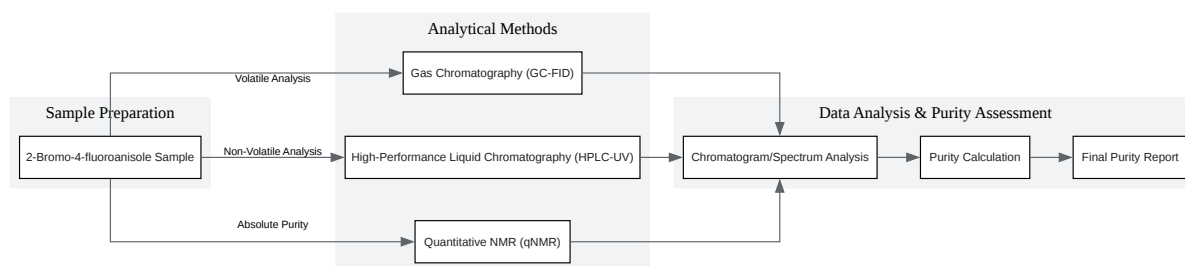 Analytical Methods
Volatile Analysis
Gas Chromatography (GC-FID)
Sample Preparation
Data Analysis & Purity Assessment
2-Bromo-4-fluoroanisole Sample
Non-Volatile Analysis
High-Performance Liquid Chromatography (HPLC-UV)
Chromatogram/Spectrum Analysis
Purity Calculation
Final Purity Report
Absolute Purity
Quantitative NMR (qNMR)